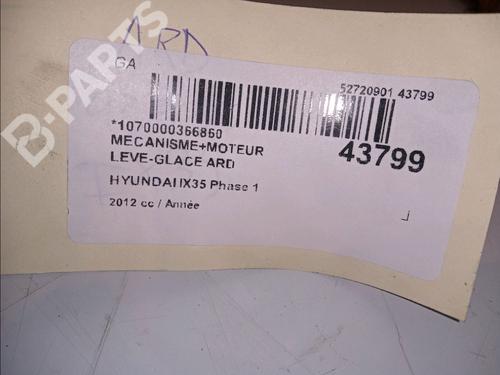 ARD
B-PARTS
GA
52720901 43799
*1070000366860
MECANISME+MOTEUR
LEVE-GLACE ARD
43799
HYUNDAI IX35 Phase 1
2012 cc / Année